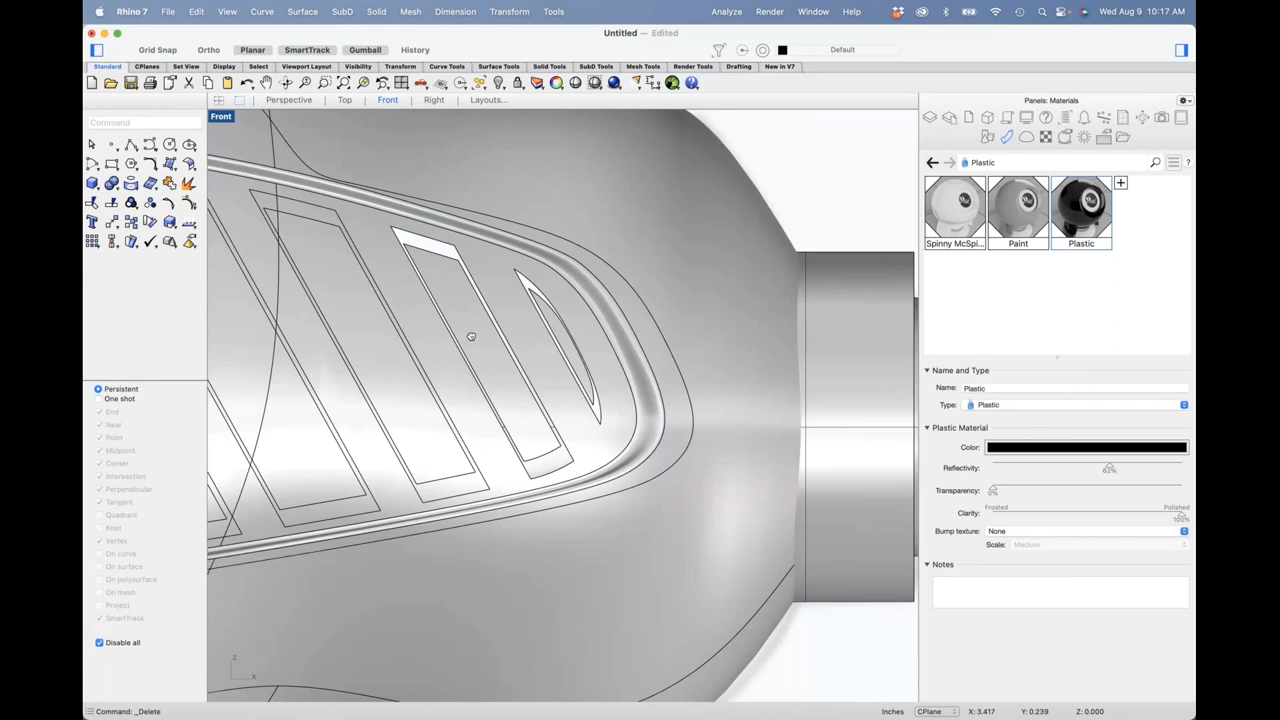 Rhino 7 File Edit View Curve Surface SubD Solid Mesh Dimension Transform Tools Analyze Render Window Help Wed Aug 9 10:17 AM
Untitled — Edited
Grid Snap Ortho Planar SmartTrack Gumball History Default
Standard CPlanes Set View Display Select Viewport Layout Visibility Transform Curve Tools Surface Tools Solid Tools SubD Tools Mesh Tools Render Tools Drafting New in V7
Perspective Top Front Right Layouts...
Panels: Materials
Front
Command
Plastic
?
Spinny McSpi... Paint Plastic
Name and Type
Name: Plastic
Type: Plastic
Plastic Material
Color:
Reflectivity: 62%
Transparency: 0%
Frosted Polished
Clarity: 100%
Bump texture: None
Scale: Medium
Notes
Persistent
One shot
End
Near
Point
Midpoint
Center
Intersection
Perpendicular
Tangent
Quadrant
Knot
Vertex
On curve
On surface
On polysurface
On mesh
Project
SmartTrack
Disable all
Z
X
Command: _Delete Inches CPlane X: 3.417 Y: 0.239 Z: 0.000